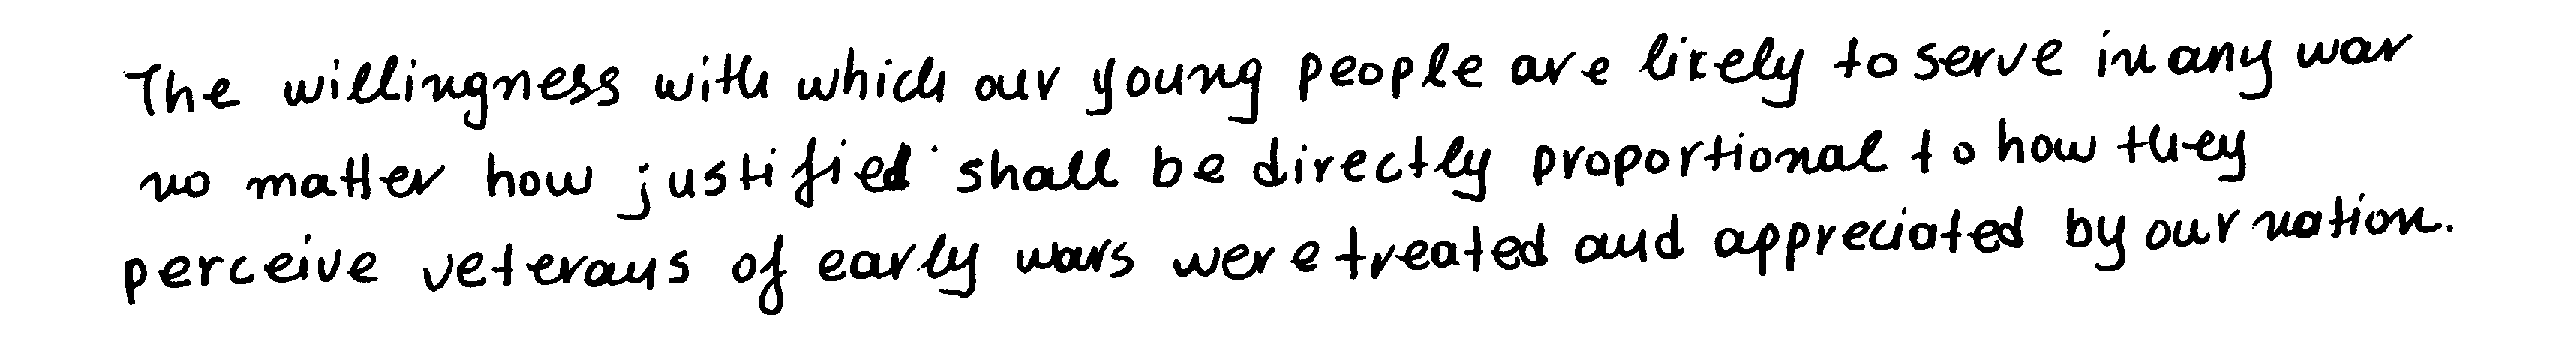 The willingness with which our young people are likely to serve in any war
no matter how justified shall be directly proportional to how they
perceive veterans of early wars were treated and appreciated by our nation.